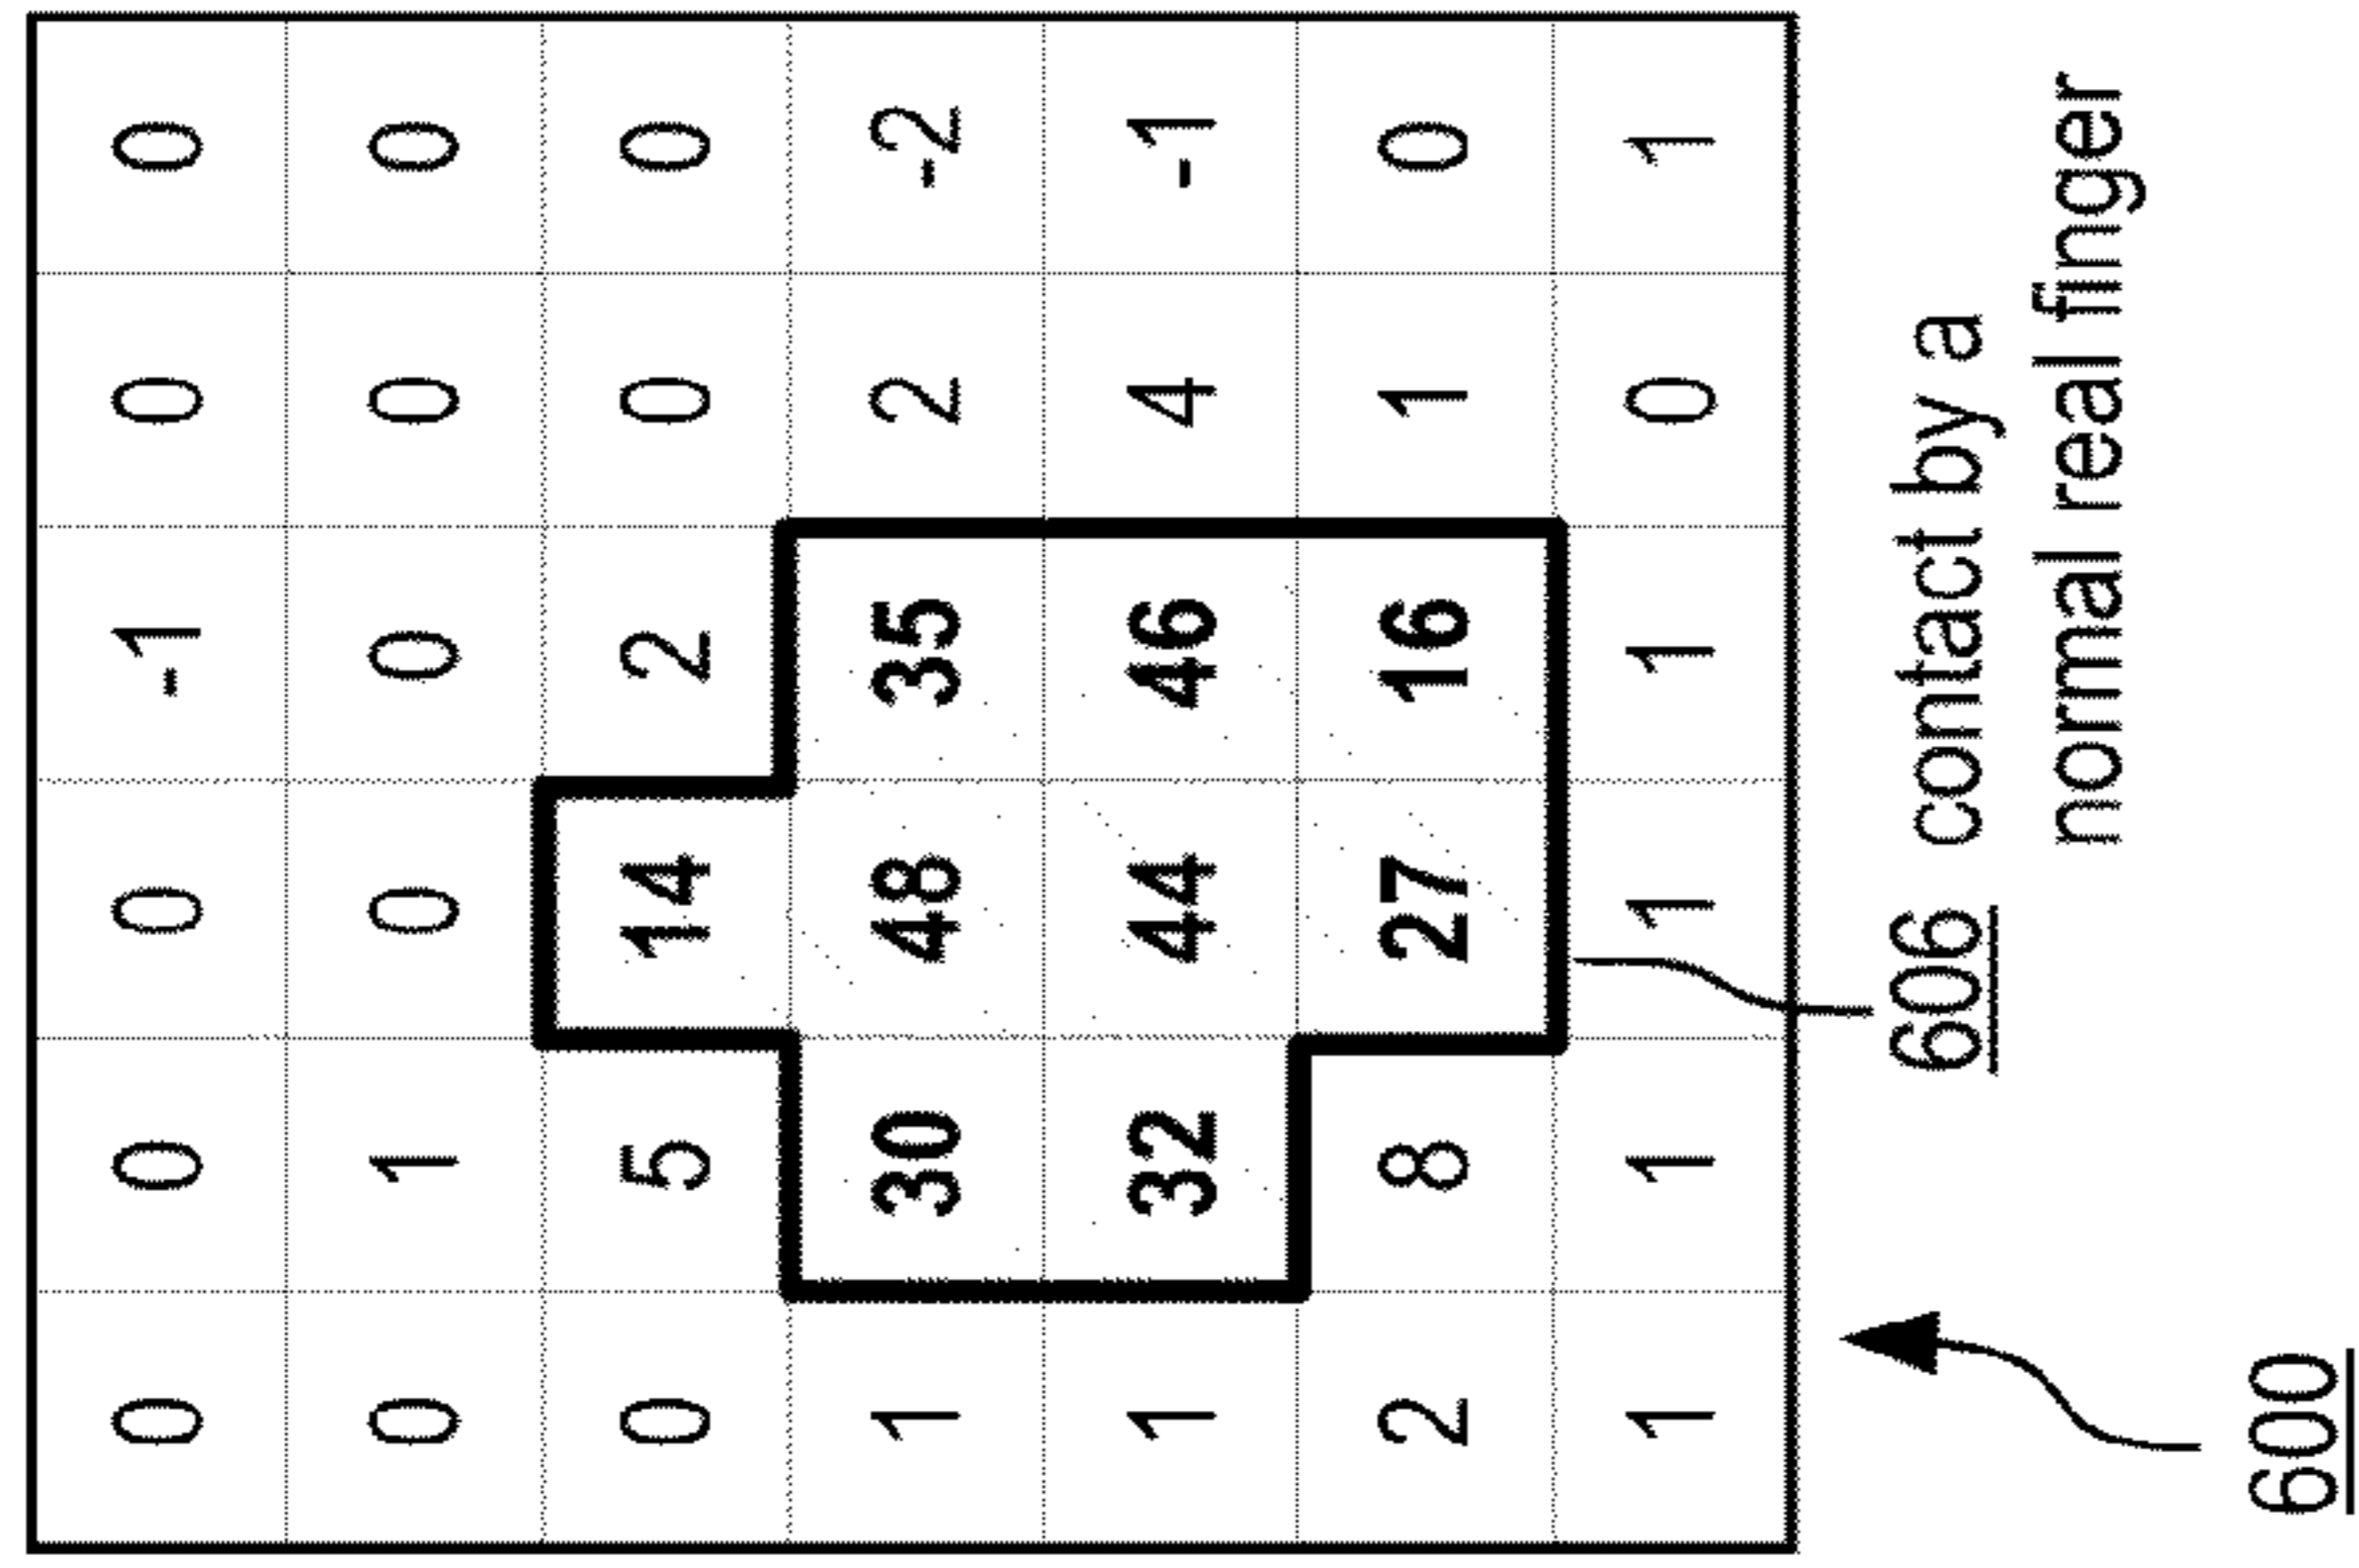 0 0 0 -1 0 0
0 1 0 0 0 0
0 5 14 2 0 0
1 30 48 35 2 -2
1 32 44 46 4 -1
2 8 27 16 1 0
1 1 1 1 0 1
606 contact by a
normal real finger
600